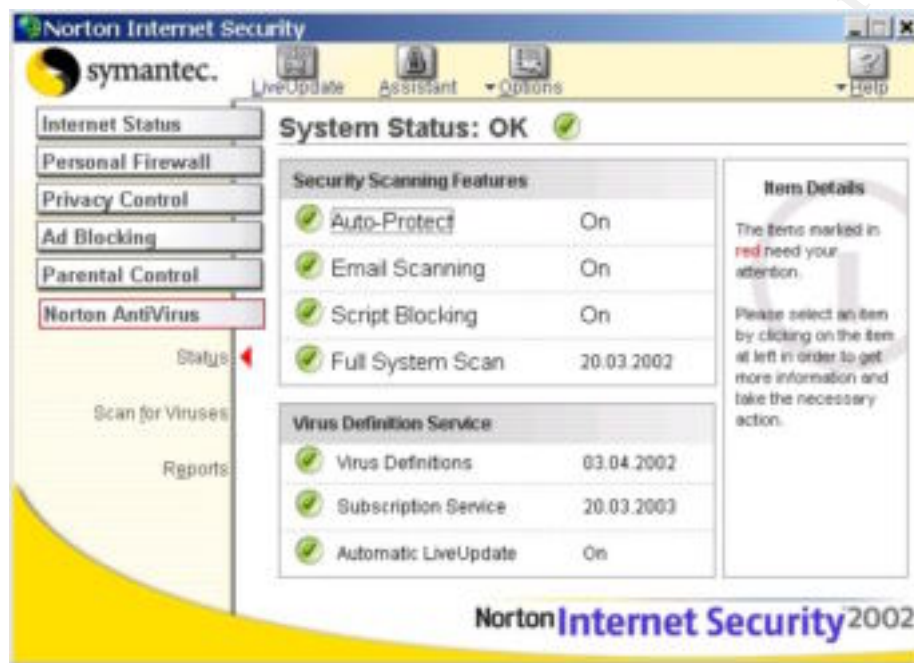 Norton Internet Security
symantec.
LiveUpdate
Assistant
Options
Help
Internet Status
Personal Firewall
Privacy Control
Ad Blocking
Parental Control
Norton AntiVirus
Status
Scan for Viruses
Reports
System Status: OK
Security Scanning Features
Auto-Protect On
Email Scanning On
Script Blocking On
Full System Scan 20.03.2002
Virus Definition Service
Virus Definitions 03.04.2002
Subscription Service 20.03.2003
Automatic LiveUpdate On
Item Details
The items marked in
red need your
attention.
Please select an item
by clicking on the item
at left in order to get
more information and
take the necessary
action.
Norton Internet Security 2002